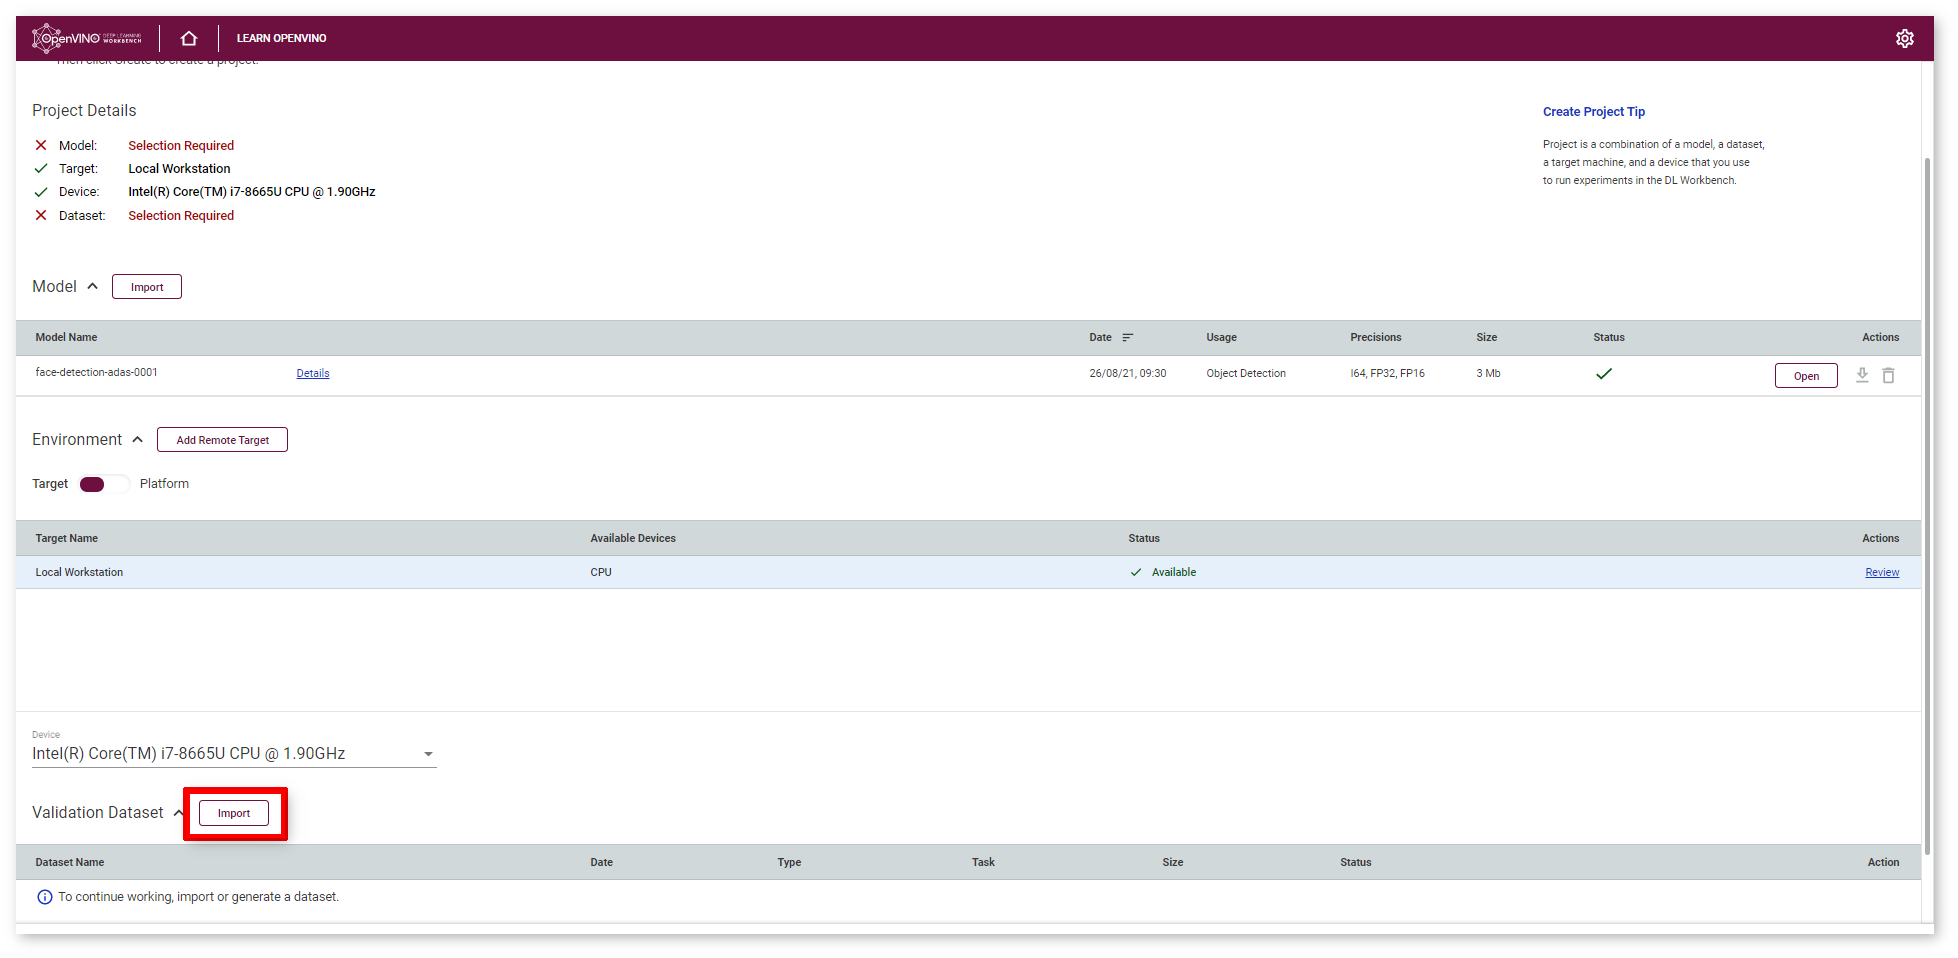 OpenVINO DEEP LEARNING WORKBENCH
LEARN OPENVINO
Then click Create to create a project.
Project Details
Model: Selection Required
Target: Local Workstation
Device: Intel(R) Core(TM) i7-8665U CPU @ 1.90GHz
Dataset: Selection Required
Create Project Tip
Project is a combination of a model, a dataset,
a target machine, and a device that you use
to run experiments in the DL Workbench.
Model Import
Model Name Date Usage Precisions Size Status Actions
face-detection-adas-0001 Details 26/08/21, 09:30 Object Detection I64, FP32, FP16 3 Mb Open
Environment Add Remote Target
Target Platform
Target Name Available Devices Status Actions
Local Workstation CPU Available Review
Device
Intel(R) Core(TM) i7-8665U CPU @ 1.90GHz
Validation Dataset Import
Dataset Name Date Type Task Size Status Action
To continue working, import or generate a dataset.